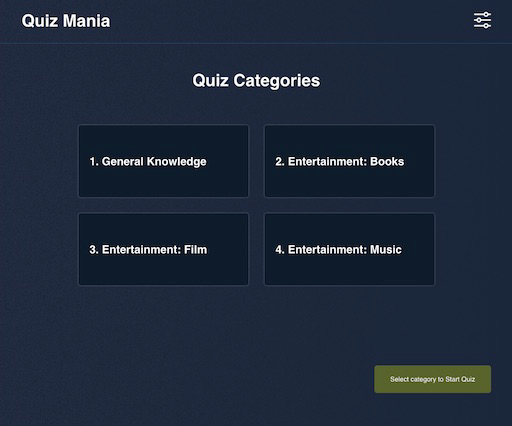 Quiz Mania
Quiz Categories
1. General Knowledge
2. Entertainment: Books
3. Entertainment: Film
4. Entertainment: Music
Select category to Start Quiz